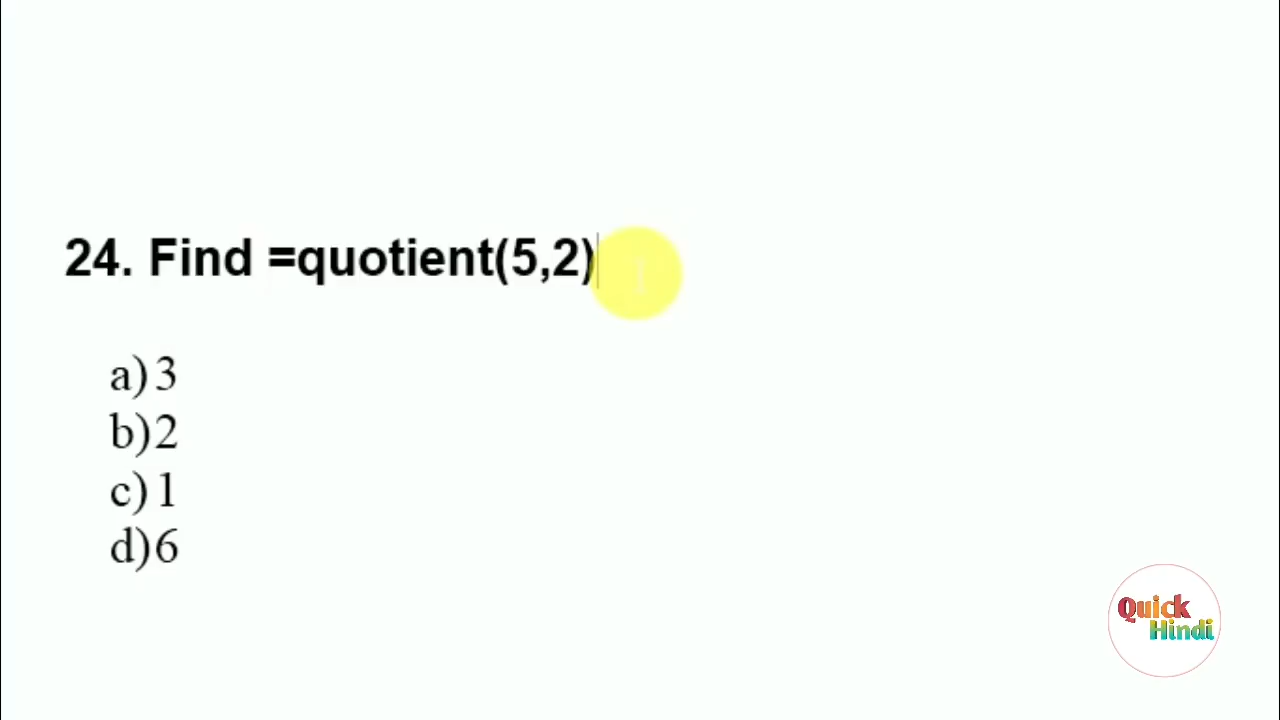 24. Find =quotient(5,2)
a)3
b)2
c)1
d)6
Quick
Hindi